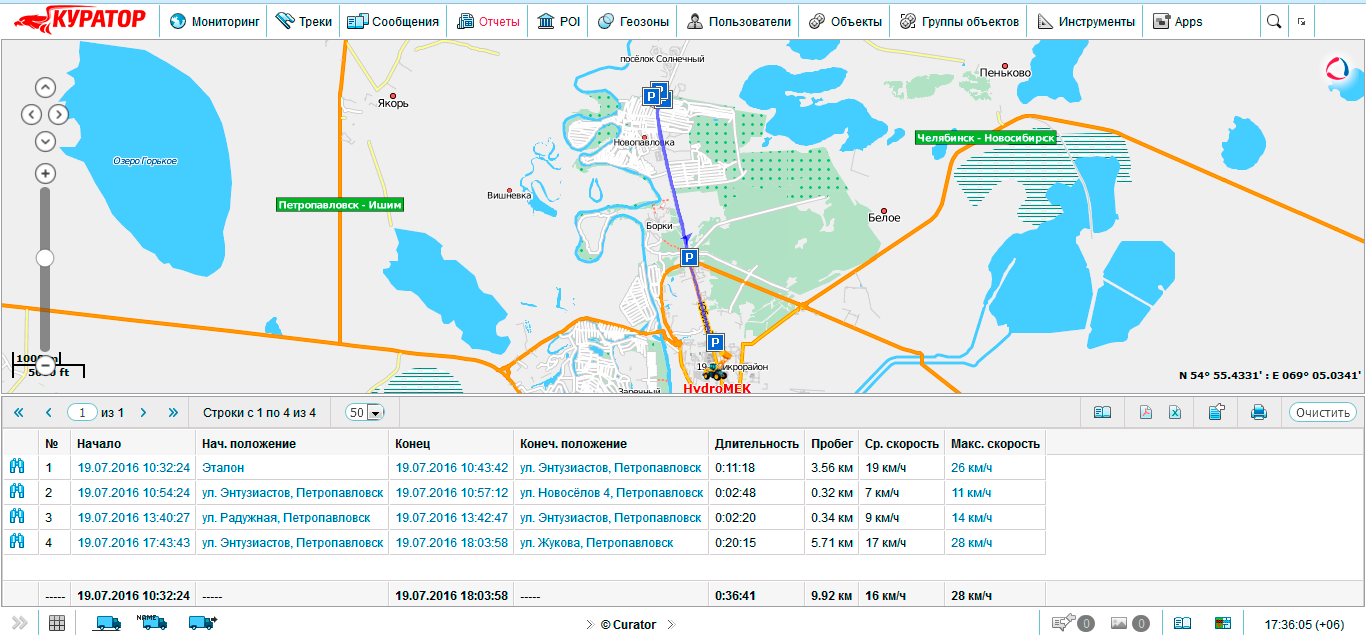 КУРАТОР
Мониторинг Треки Сообщения Отчеты POI Геозоны Пользователи Объекты Группы объектов Инструменты Apps
посёлок Солнечный
Пеньково
Якорь
Челябинск - Новосибирск
Новопавловка
Озеро Горькое
Вишневка
Петропавловск - Ишим
Белое
Борки
5000 ft
19 микрорайон
Заречный
HydroMEK
N 54° 55.4331' : E 069° 05.0341'
1 из 1 Строки с 1 по 4 из 4 50 Очистить
№ Начало Нач. положение Конец Конеч. положение Длительность Пробег Ср. скорость Макс. скорость
1 19.07.2016 10:32:24 Эталон 19.07.2016 10:43:42 ул. Энтузиастов, Петропавловск 0:11:18 3.56 км 19 км/ч 26 км/ч
2 19.07.2016 10:54:24 ул. Энтузиастов, Петропавловск 19.07.2016 10:57:12 ул. Новосёлов 4, Петропавловск 0:02:48 0.32 км 7 км/ч 11 км/ч
3 19.07.2016 13:40:27 ул. Радужная, Петропавловск 19.07.2016 13:42:47 ул. Энтузиастов, Петропавловск 0:02:20 0.34 км 9 км/ч 14 км/ч
4 19.07.2016 17:43:43 ул. Энтузиастов, Петропавловск 19.07.2016 18:03:58 ул. Жукова, Петропавловск 0:20:15 5.71 км 17 км/ч 28 км/ч
----- 19.07.2016 10:32:24 ----- 19.07.2016 18:03:58 ----- 0:36:41 9.92 км 16 км/ч 28 км/ч
NAME © Curator 0 0 17:36:05 (+06)